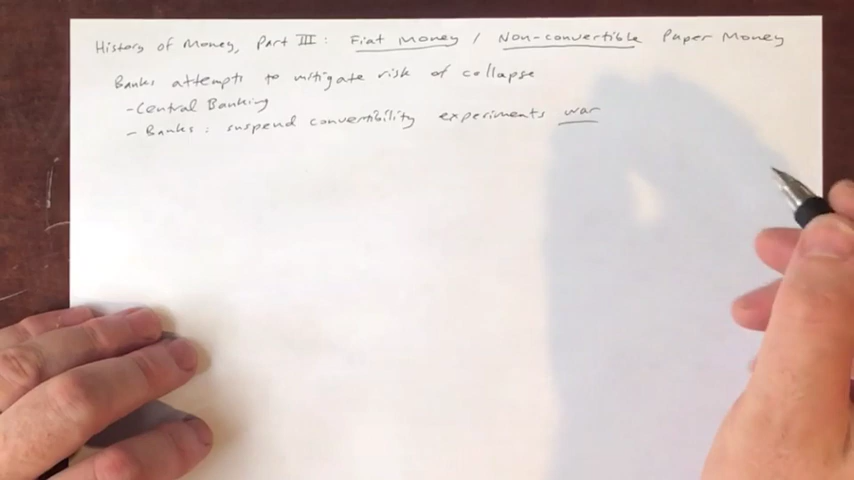 History of Money, Part III: Fiat Money / Non-convertible Paper Money
Banks attempts to mitigate risk of collapse
- Central Banking
- Banks: suspend convertibility experiments war